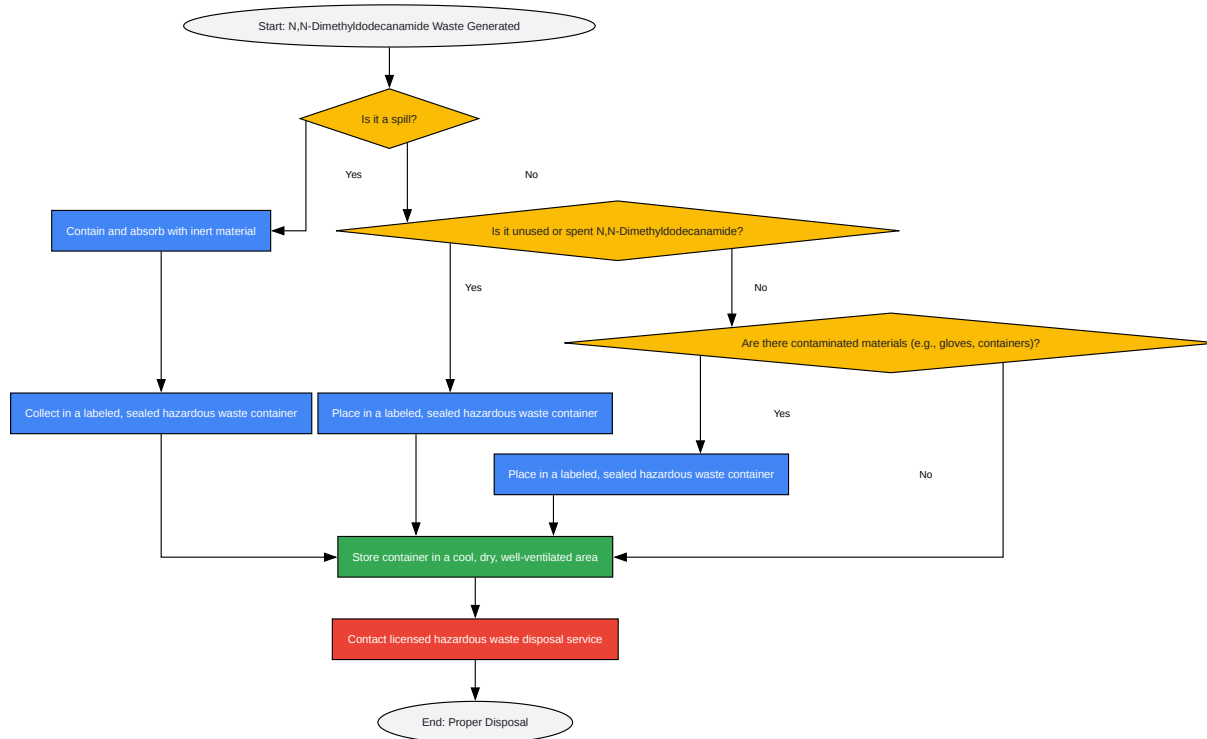 Start: N,N-Dimethyldodecanamide Waste Generated
Is it a spill?
Yes
No
Contain and absorb with inert material
Is it unused or spent N,N-Dimethyldodecanamide?
Yes
No
Are there contaminated materials (e.g., gloves, containers)?
Collect in a labeled, sealed hazardous waste container
Place in a labeled, sealed hazardous waste container
Yes
Place in a labeled, sealed hazardous waste container
No
Store container in a cool, dry, well-ventilated area
Contact licensed hazardous waste disposal service
End: Proper Disposal